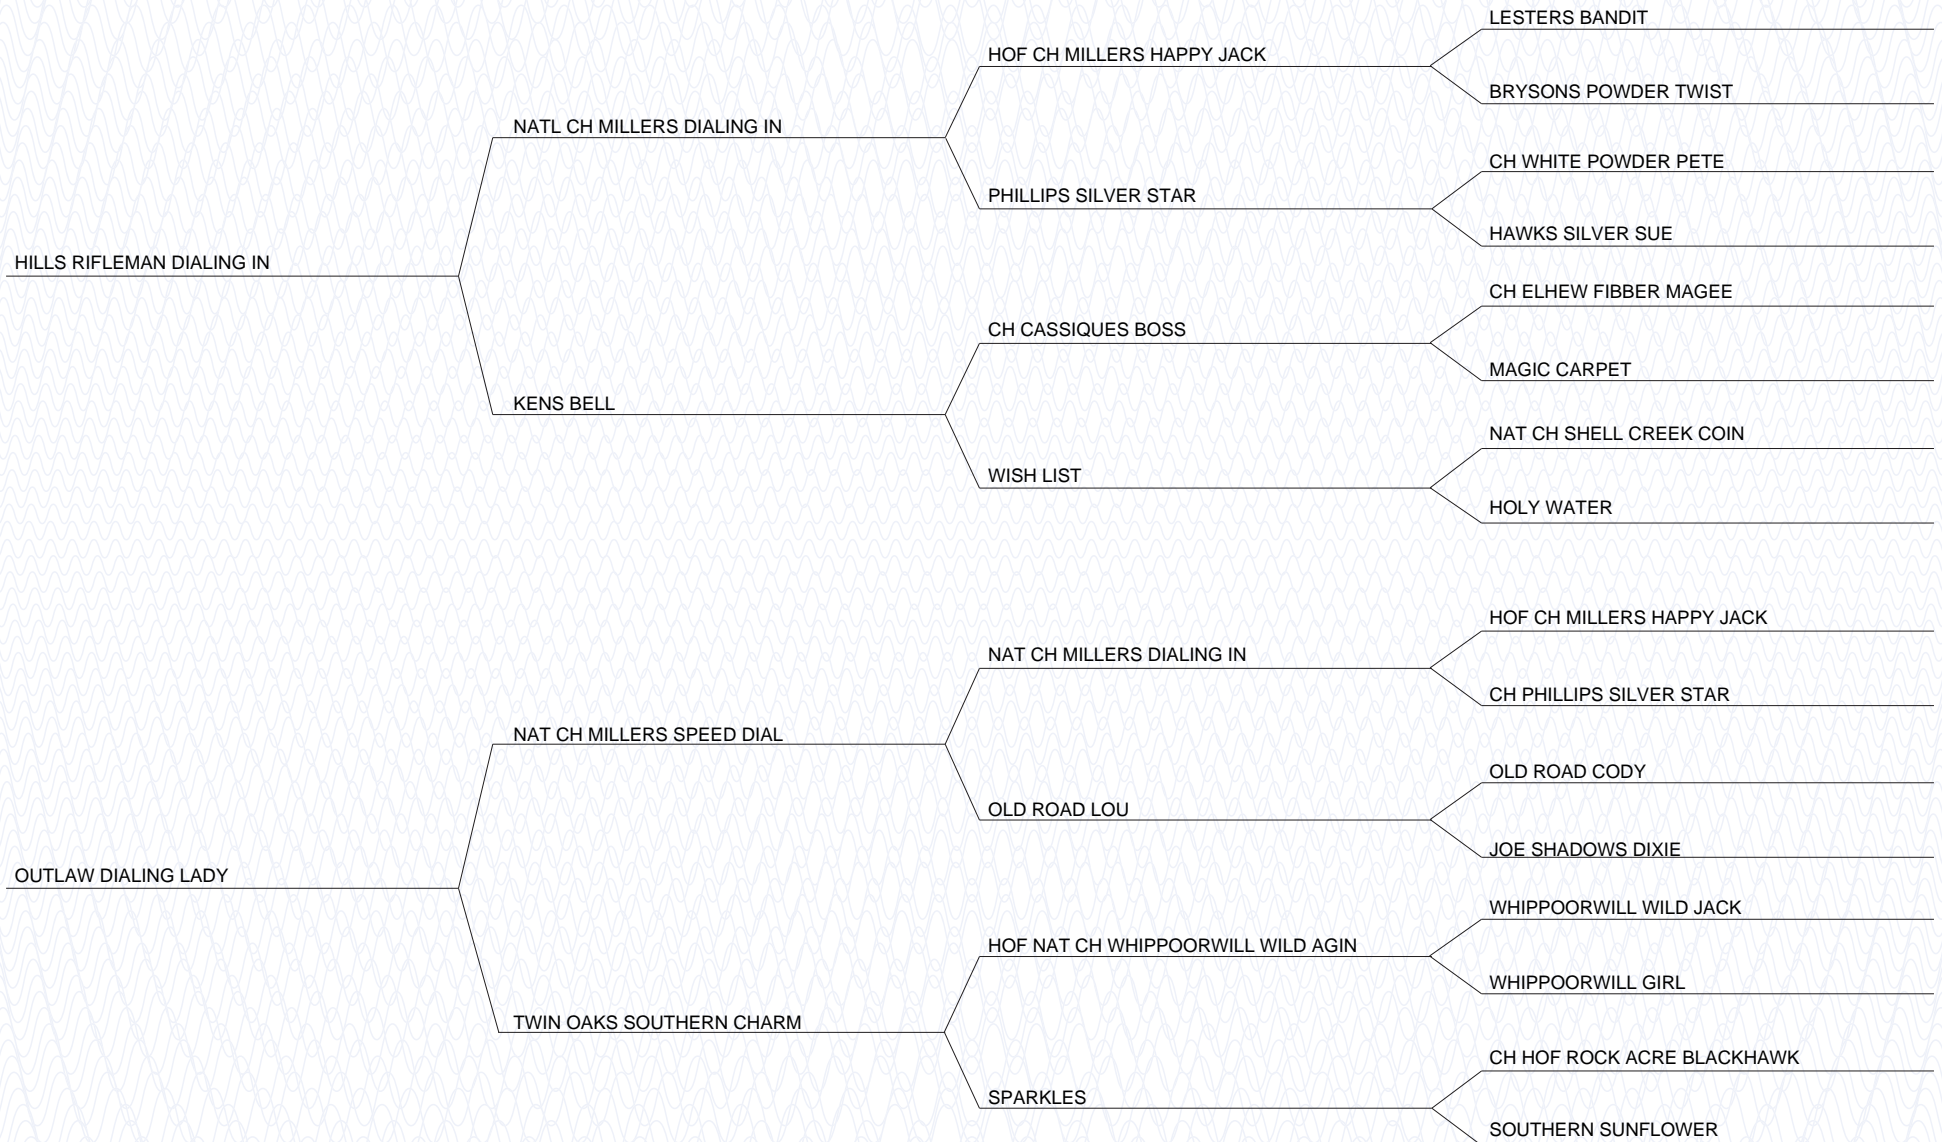 LESTERS BANDIT
HOF CH MILLERS HAPPY JACK
BRYSONS POWDER TWIST
NATL CH MILLERS DIALING IN
CH WHITE POWDER PETE
PHILLIPS SILVER STAR
HAWKS SILVER SUE
HILLS RIFLEMAN DIALING IN
CH ELHEW FIBBER MAGEE
CH CASSIQUES BOSS
MAGIC CARPET
KENS BELL
NAT CH SHELL CREEK COIN
WISH LIST
HOLY WATER
HOF CH MILLERS HAPPY JACK
NAT CH MILLERS DIALING IN
CH PHILLIPS SILVER STAR
NAT CH MILLERS SPEED DIAL
OLD ROAD CODY
OLD ROAD LOU
JOE SHADOWS DIXIE
OUTLAW DIALING LADY
WHIPPOORWILL WILD JACK
HOF NAT CH WHIPPOORWILL WILD AGIN
WHIPPOORWILL GIRL
TWIN OAKS SOUTHERN CHARM
CH HOF ROCK ACRE BLACKHAWK
SPARKLES
SOUTHERN SUNFLOWER